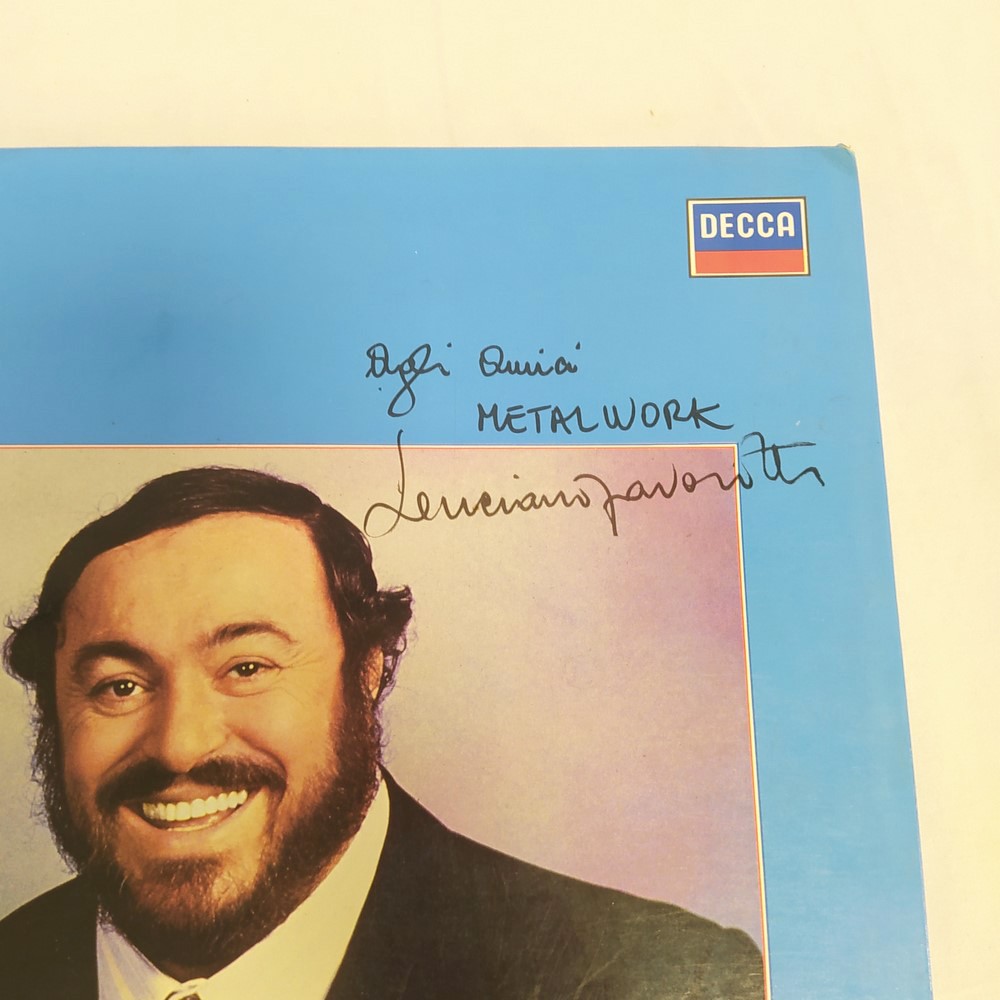 DECCA
Agli Amici
METALWORK
Luciano Pavarotti